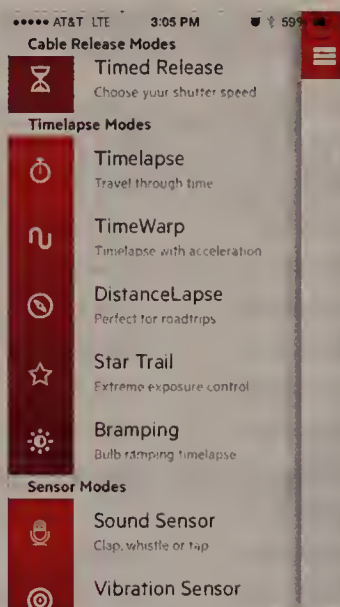 AT&T LTE 3:05 PM 59%
Cable Release Modes
Timed Release
Choose your shutter speed
Timelapse Modes
Timelapse
Travel through time
TimeWarp
Timelapse with acceleration
DistanceLapse
Perfect for roadtrips
Star Trail
Extreme exposure control
Bramping
Bulb ramping timelapse
Sensor Modes
Sound Sensor
Clap, whistle or tap
Vibration Sensor